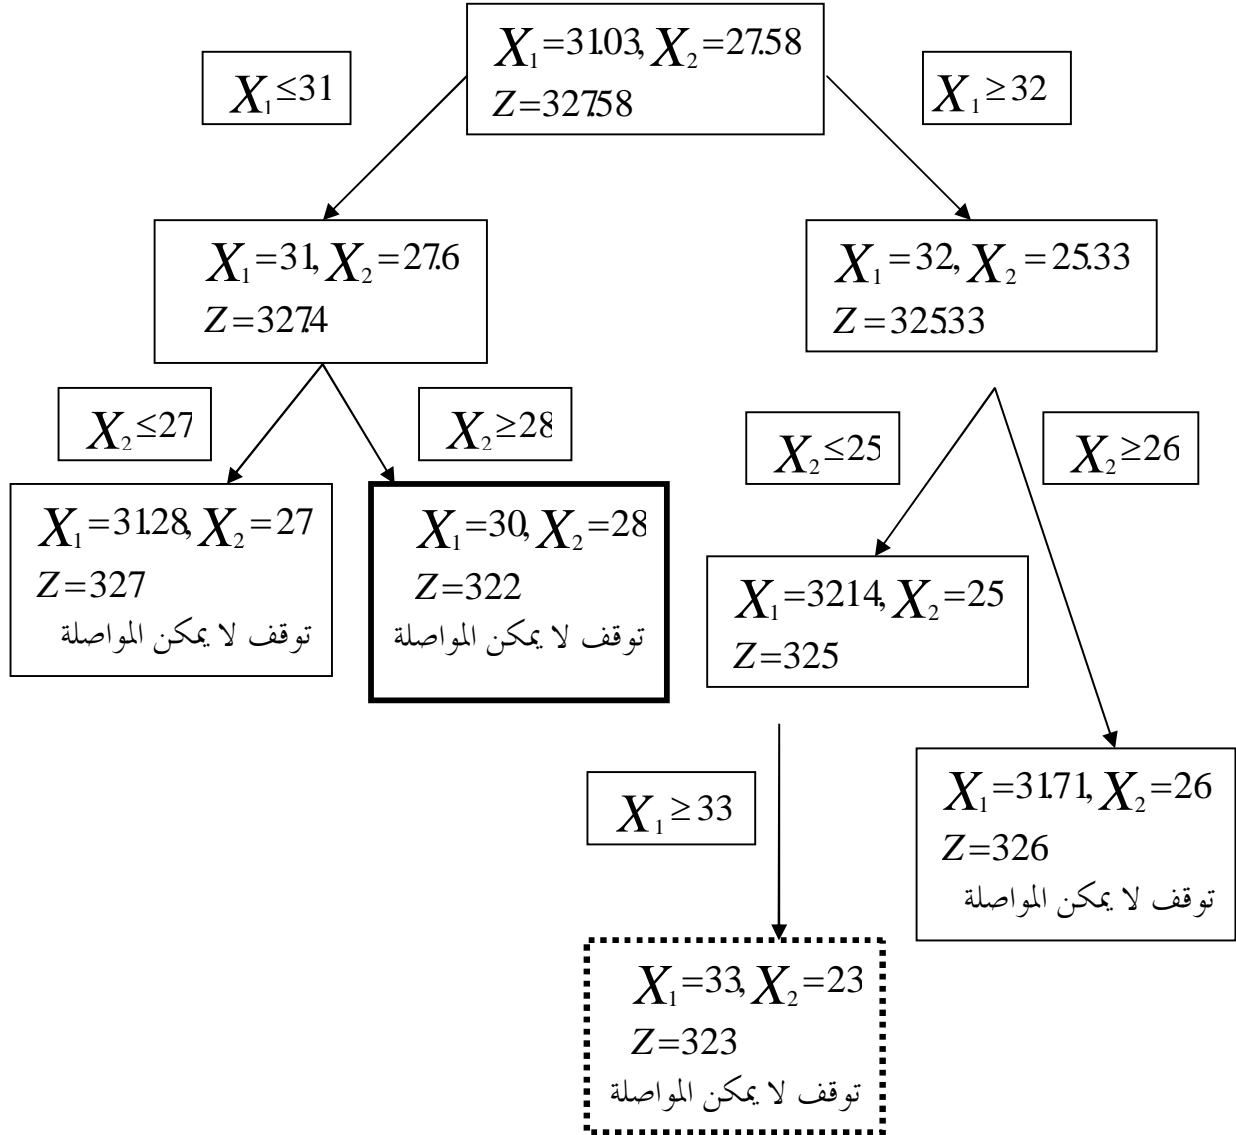 X₁=31.03, X₂=27.58
Z=327.58
X₁≤31
X₁≥32
X₁=31, X₂=27.6
Z=327.4
X₁=32, X₂=25.33
Z=325.33
X₂≤27
X₂≥28
X₂≤25
X₂≥26
X₁=31.28, X₂=27
Z=327
توقف لا يمكن المواصلة
X₁=30, X₂=28
Z=322
توقف لا يمكن المواصلة
X₁=32.14, X₂=25
Z=325
X₁≥33
X₁=31.71, X₂=26
Z=326
توقف لا يمكن المواصلة
X₁=33, X₂=23
Z=323
توقف لا يمكن المواصلة